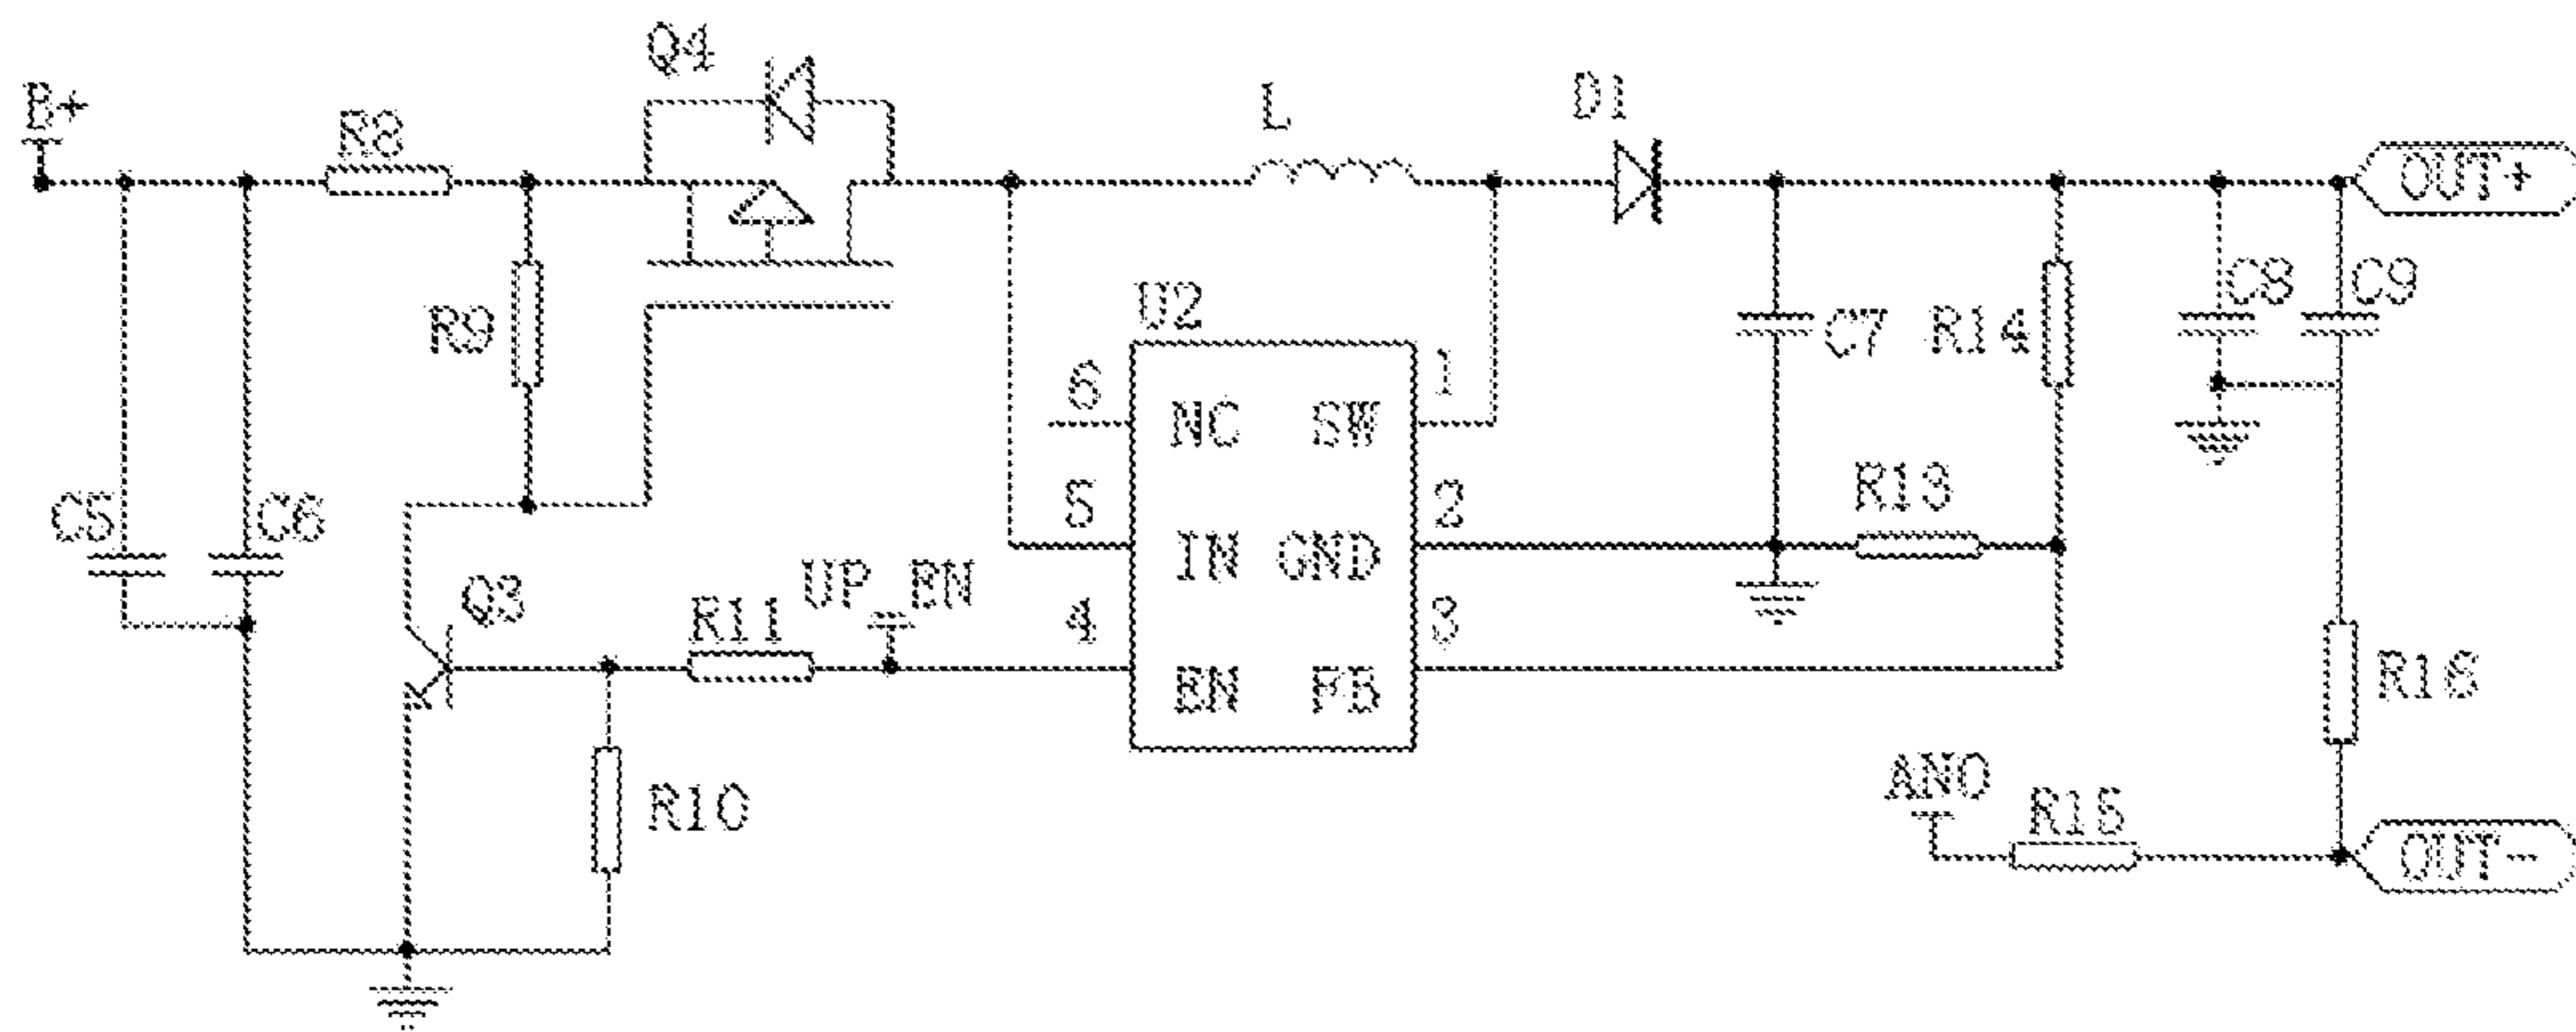 Q4
B+
R8
L
D1
OUT+
R9
U2
C7
R14
C8
C9
6
NC
SW
1
C5
C6
5
IN
GND
2
R13
Q3
R11
UP_EN
4
EN
FB
3
R10
R16
ANO
R15
OUT-